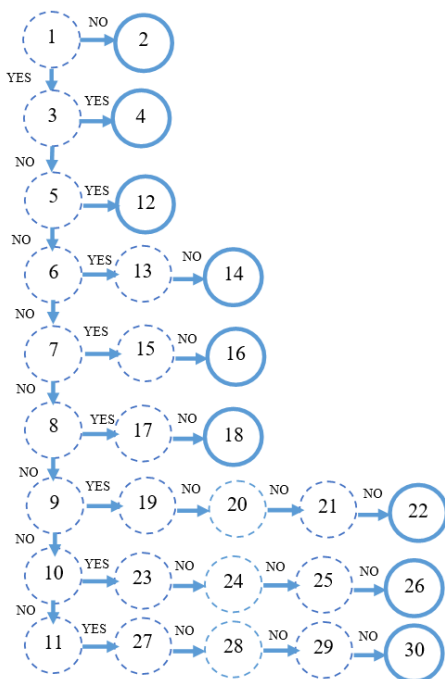 1 NO 2
YES
3 YES 4
NO
5 YES 12
NO
6 YES 13 NO 14
NO
7 YES 15 NO 16
NO
8 YES 17 NO 18
NO
9 YES 19 NO 20 NO 21 NO 22
NO
10 YES 23 NO 24 NO 25 NO 26
NO
11 YES 27 NO 28 NO 29 NO 30